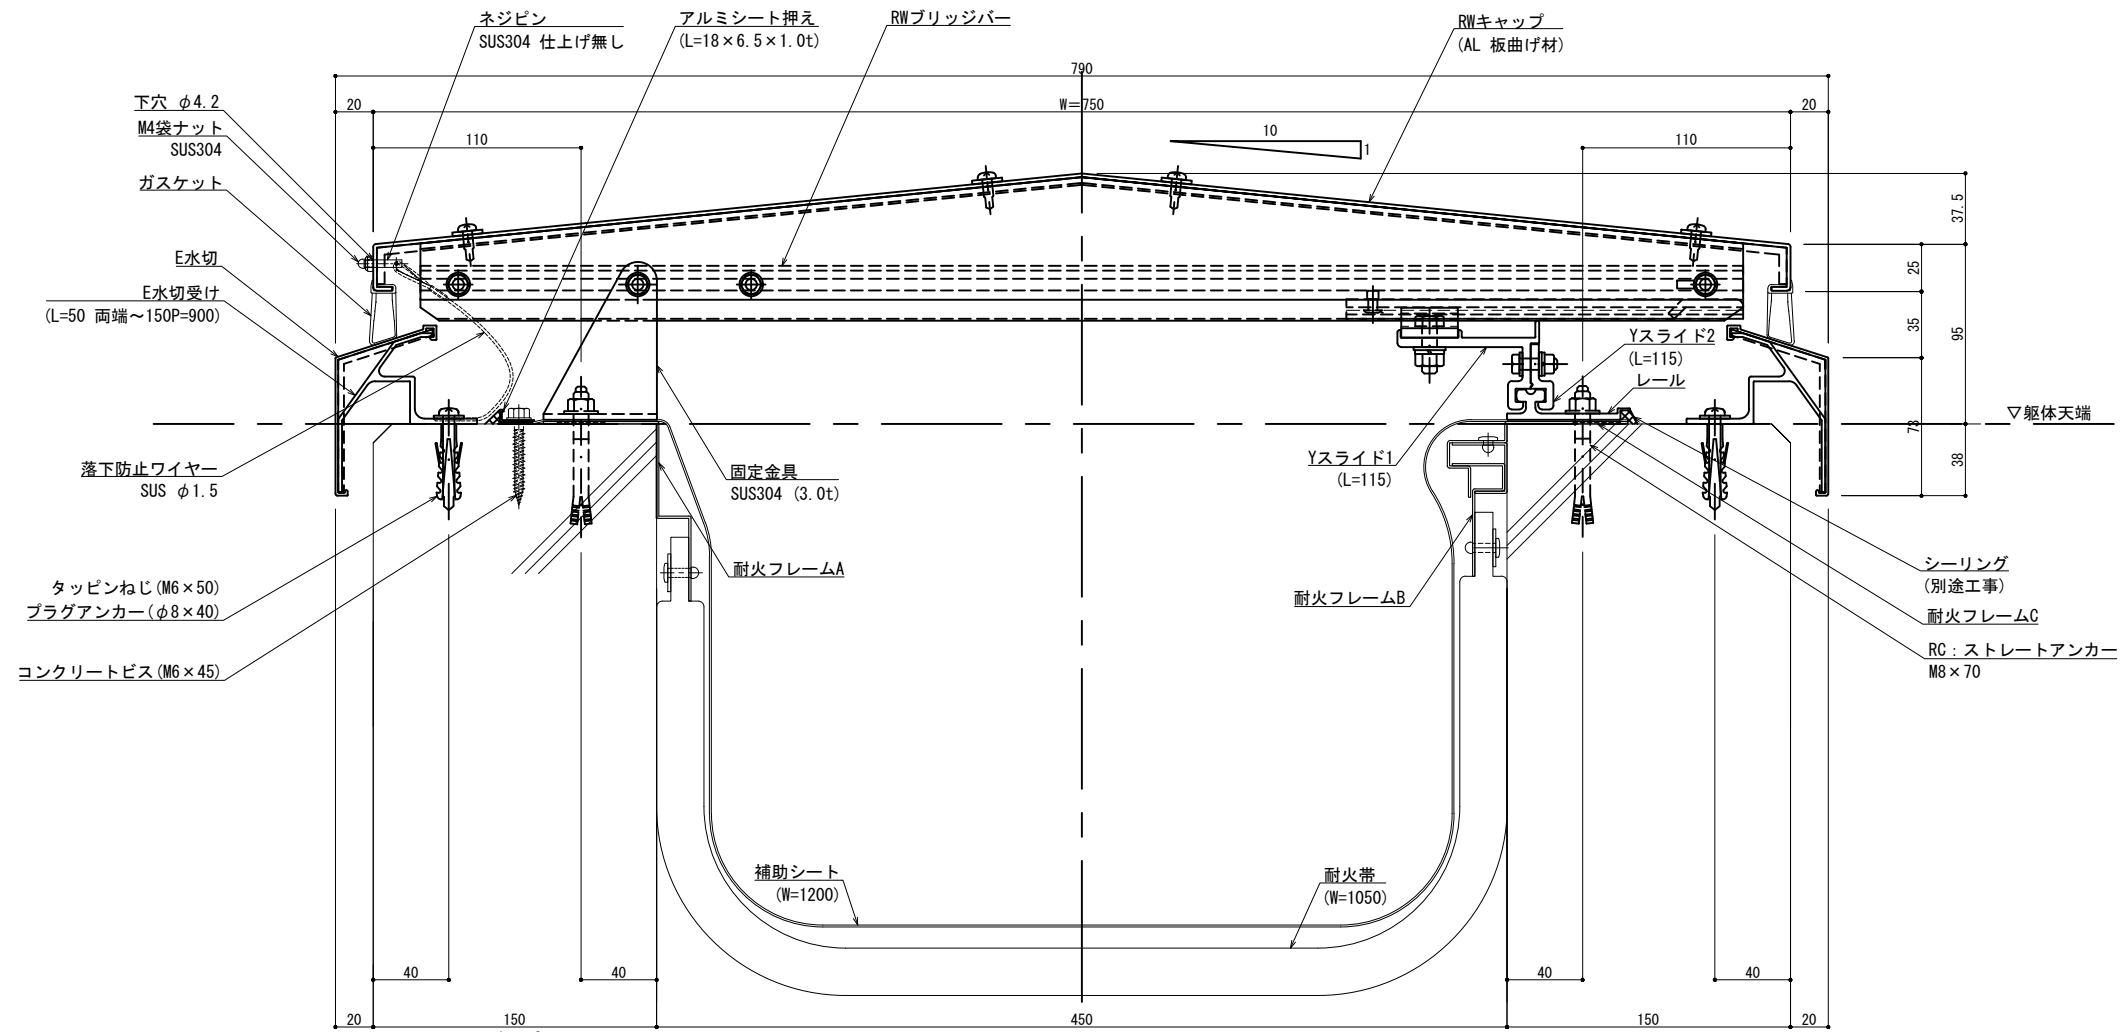 ネジピン
SUS304 仕上げ無し
アルミシート押え
(L=18×6.5×1.0t)
RWブリッジバー
RWキャップ
(AL 板曲げ材)
790
20
W=750
20
下穴 φ4.2
M4袋ナット
SUS304
110
10
1
110
ガスケット
37.5
E水切
25
E水切受け
(L=50 両端~150P=900)
35
95
Yスライド2
(L=115)
レール
▽躯体天端
73
落下防止ワイヤー
SUS φ1.5
固定金具
SUS304 (3.0t)
Yスライド1
(L=115)
38
タッピンねじ(M6×50)
プラグアンカー(φ8×40)
耐火フレームA
耐火フレームB
シーリング
(別途工事)
耐火フレームC
コンクリートビス(M6×45)
RC:ストレートアンカー
M8×70
補助シート
(W=1200)
耐火帯
(W=1050)
40
40
40
40
20
150
450
150
20